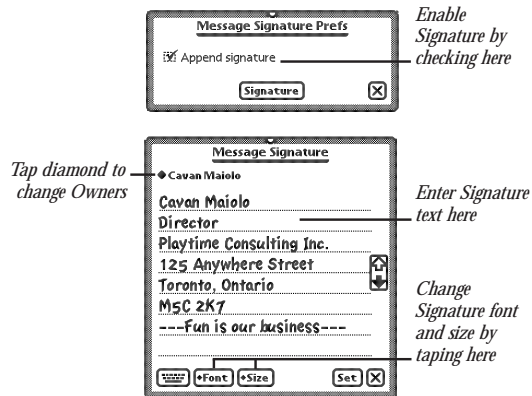 Message Signature Prefs
Append signature
Signature
Enable
Signature by
checking here
Message Signature
Tap diamond to
change Owners
Cavan Maiolo
Cavan Maiolo
Director
Playtime Consulting Inc.
125 Anywhere Street
Toronto, Ontario
M5C 2K7
---Fun is our business---
Enter Signature
text here
Change
Signature font
and size by
taping here
Font
Size
Set